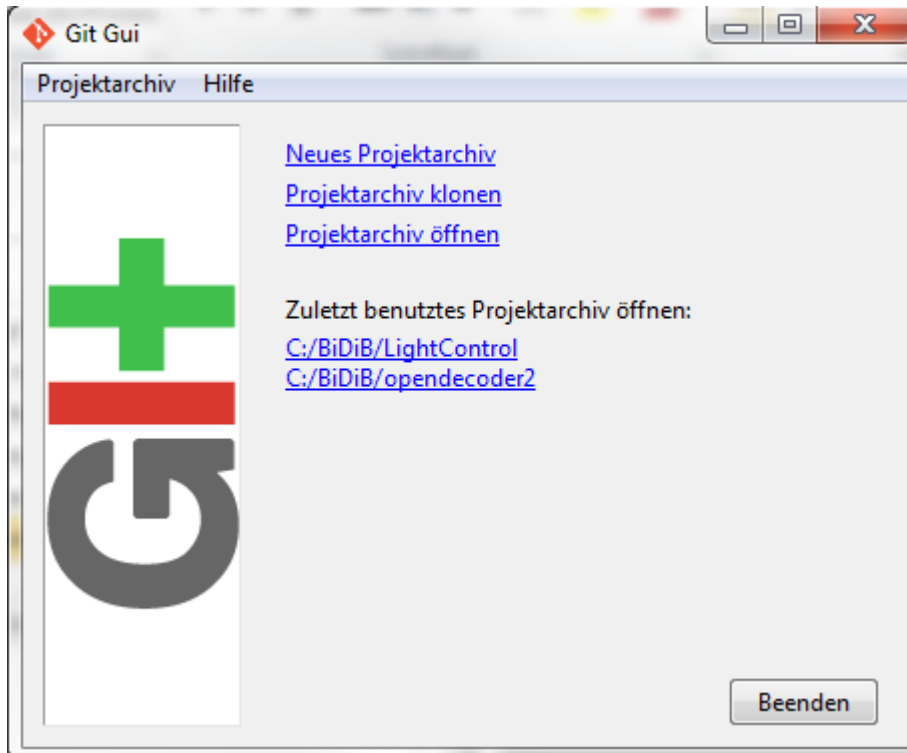 Git Gui
Projektarchiv Hilfe
Neues Projektarchiv
Projektarchiv klonen
Projektarchiv öffnen
Zuletzt benutztes Projektarchiv öffnen:
C:/BiDiB/LightControl
C:/BiDiB/opendecoder2
GIt
Beenden